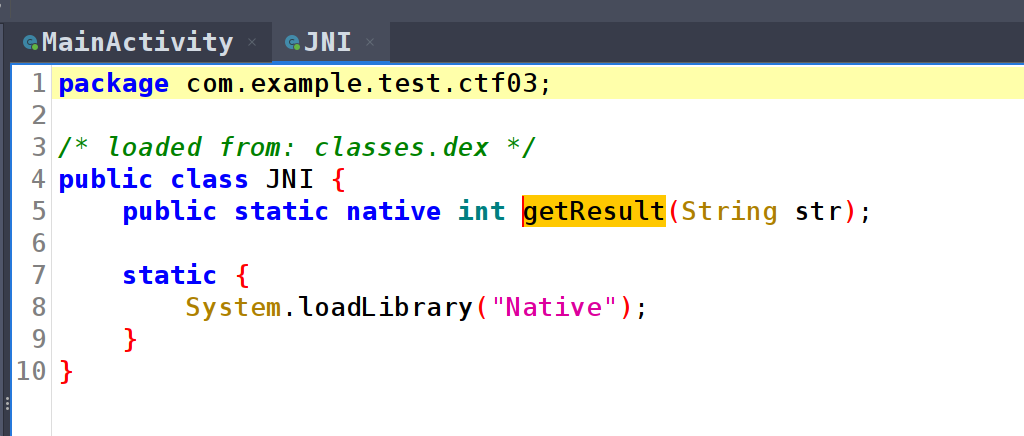 MainActivity × JNI ×
1 package com.example.test.ctf03;
2
3 /* loaded from: classes.dex */
4 public class JNI {
5     public static native int getResult(String str);
6
7     static {
8         System.loadLibrary("Native");
9     }
10 }